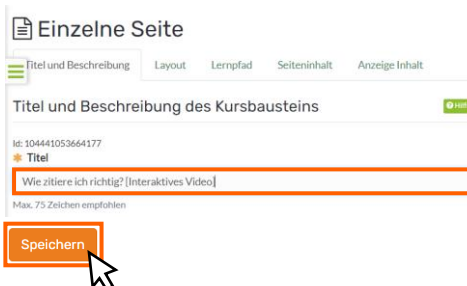 Einzelne Seite
Titel und Beschreibung Layout Lernpfad Seiteninhalt Anzeige Inhalt
Titel und Beschreibung des Kursbausteins
Id: 104441053664177
* Titel
Wie zitiere ich richtig? [Interaktives Video]
Max. 75 Zeichen empfohlen
Speichern